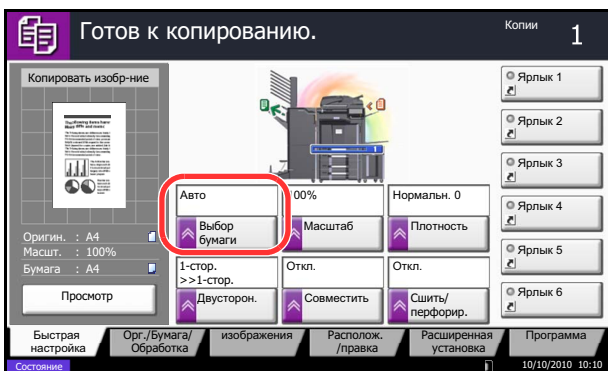 Готов к копированию.
Копии
1
Копировать изобр-ние
Оригин. : A4
Масшт. : 100%
Бумага : A4
Просмотр
Авто
Выбор
бумаги
100%
Масштаб
Нормальн. 0
Плотность
1-стор.
>>1-стор.
Двусторон.
Откл.
Совместить
Откл.
Сшить/
перфорир.
Ярлык 1
Ярлык 2
Ярлык 3
Ярлык 4
Ярлык 5
Ярлык 6
Быстрая
настройка
Орг./Бумага/
Обработка
изображения
Располож.
/правка
Расширенная
установка
Программа
Состояние
10/10/2010 10:10